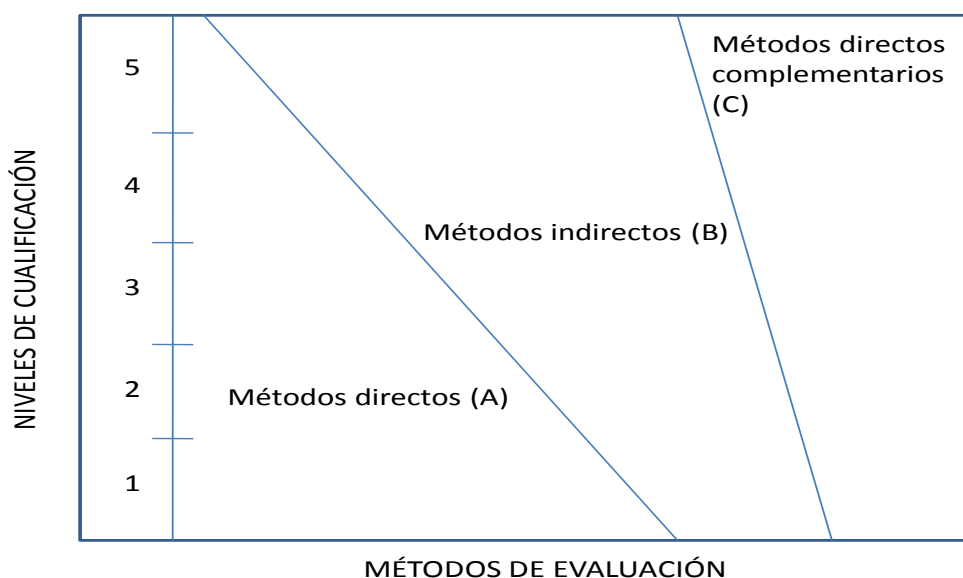 Métodos directos
complementarios
(C)
5
4
Métodos indirectos (B)
3
2
Métodos directos (A)
1
NIVELES DE CUALIFICACIÓN
MÉTODOS DE EVALUACIÓN